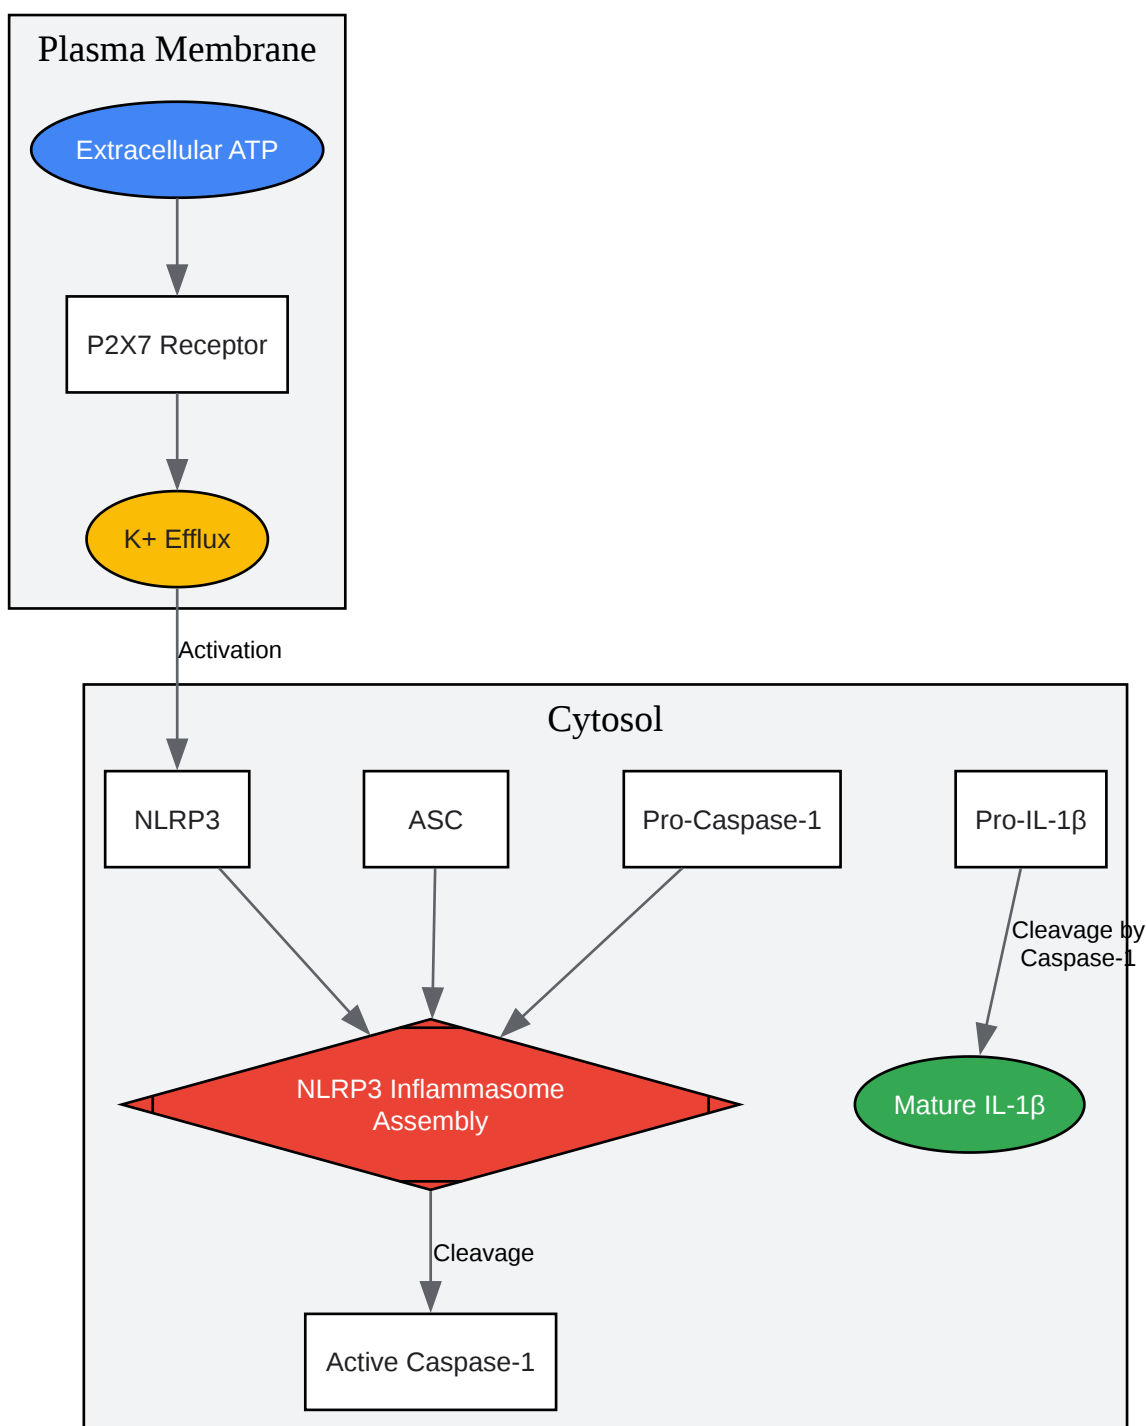 Plasma Membrane
Extracellular ATP
P2X7 Receptor
K+ Efflux
Activation
Cytosol
NLRP3
ASC
Pro-Caspase-1
Pro-IL-1β
Cleavage by
Caspase-1
NLRP3 Inflammasome
Assembly
Mature IL-1β
Cleavage
Active Caspase-1